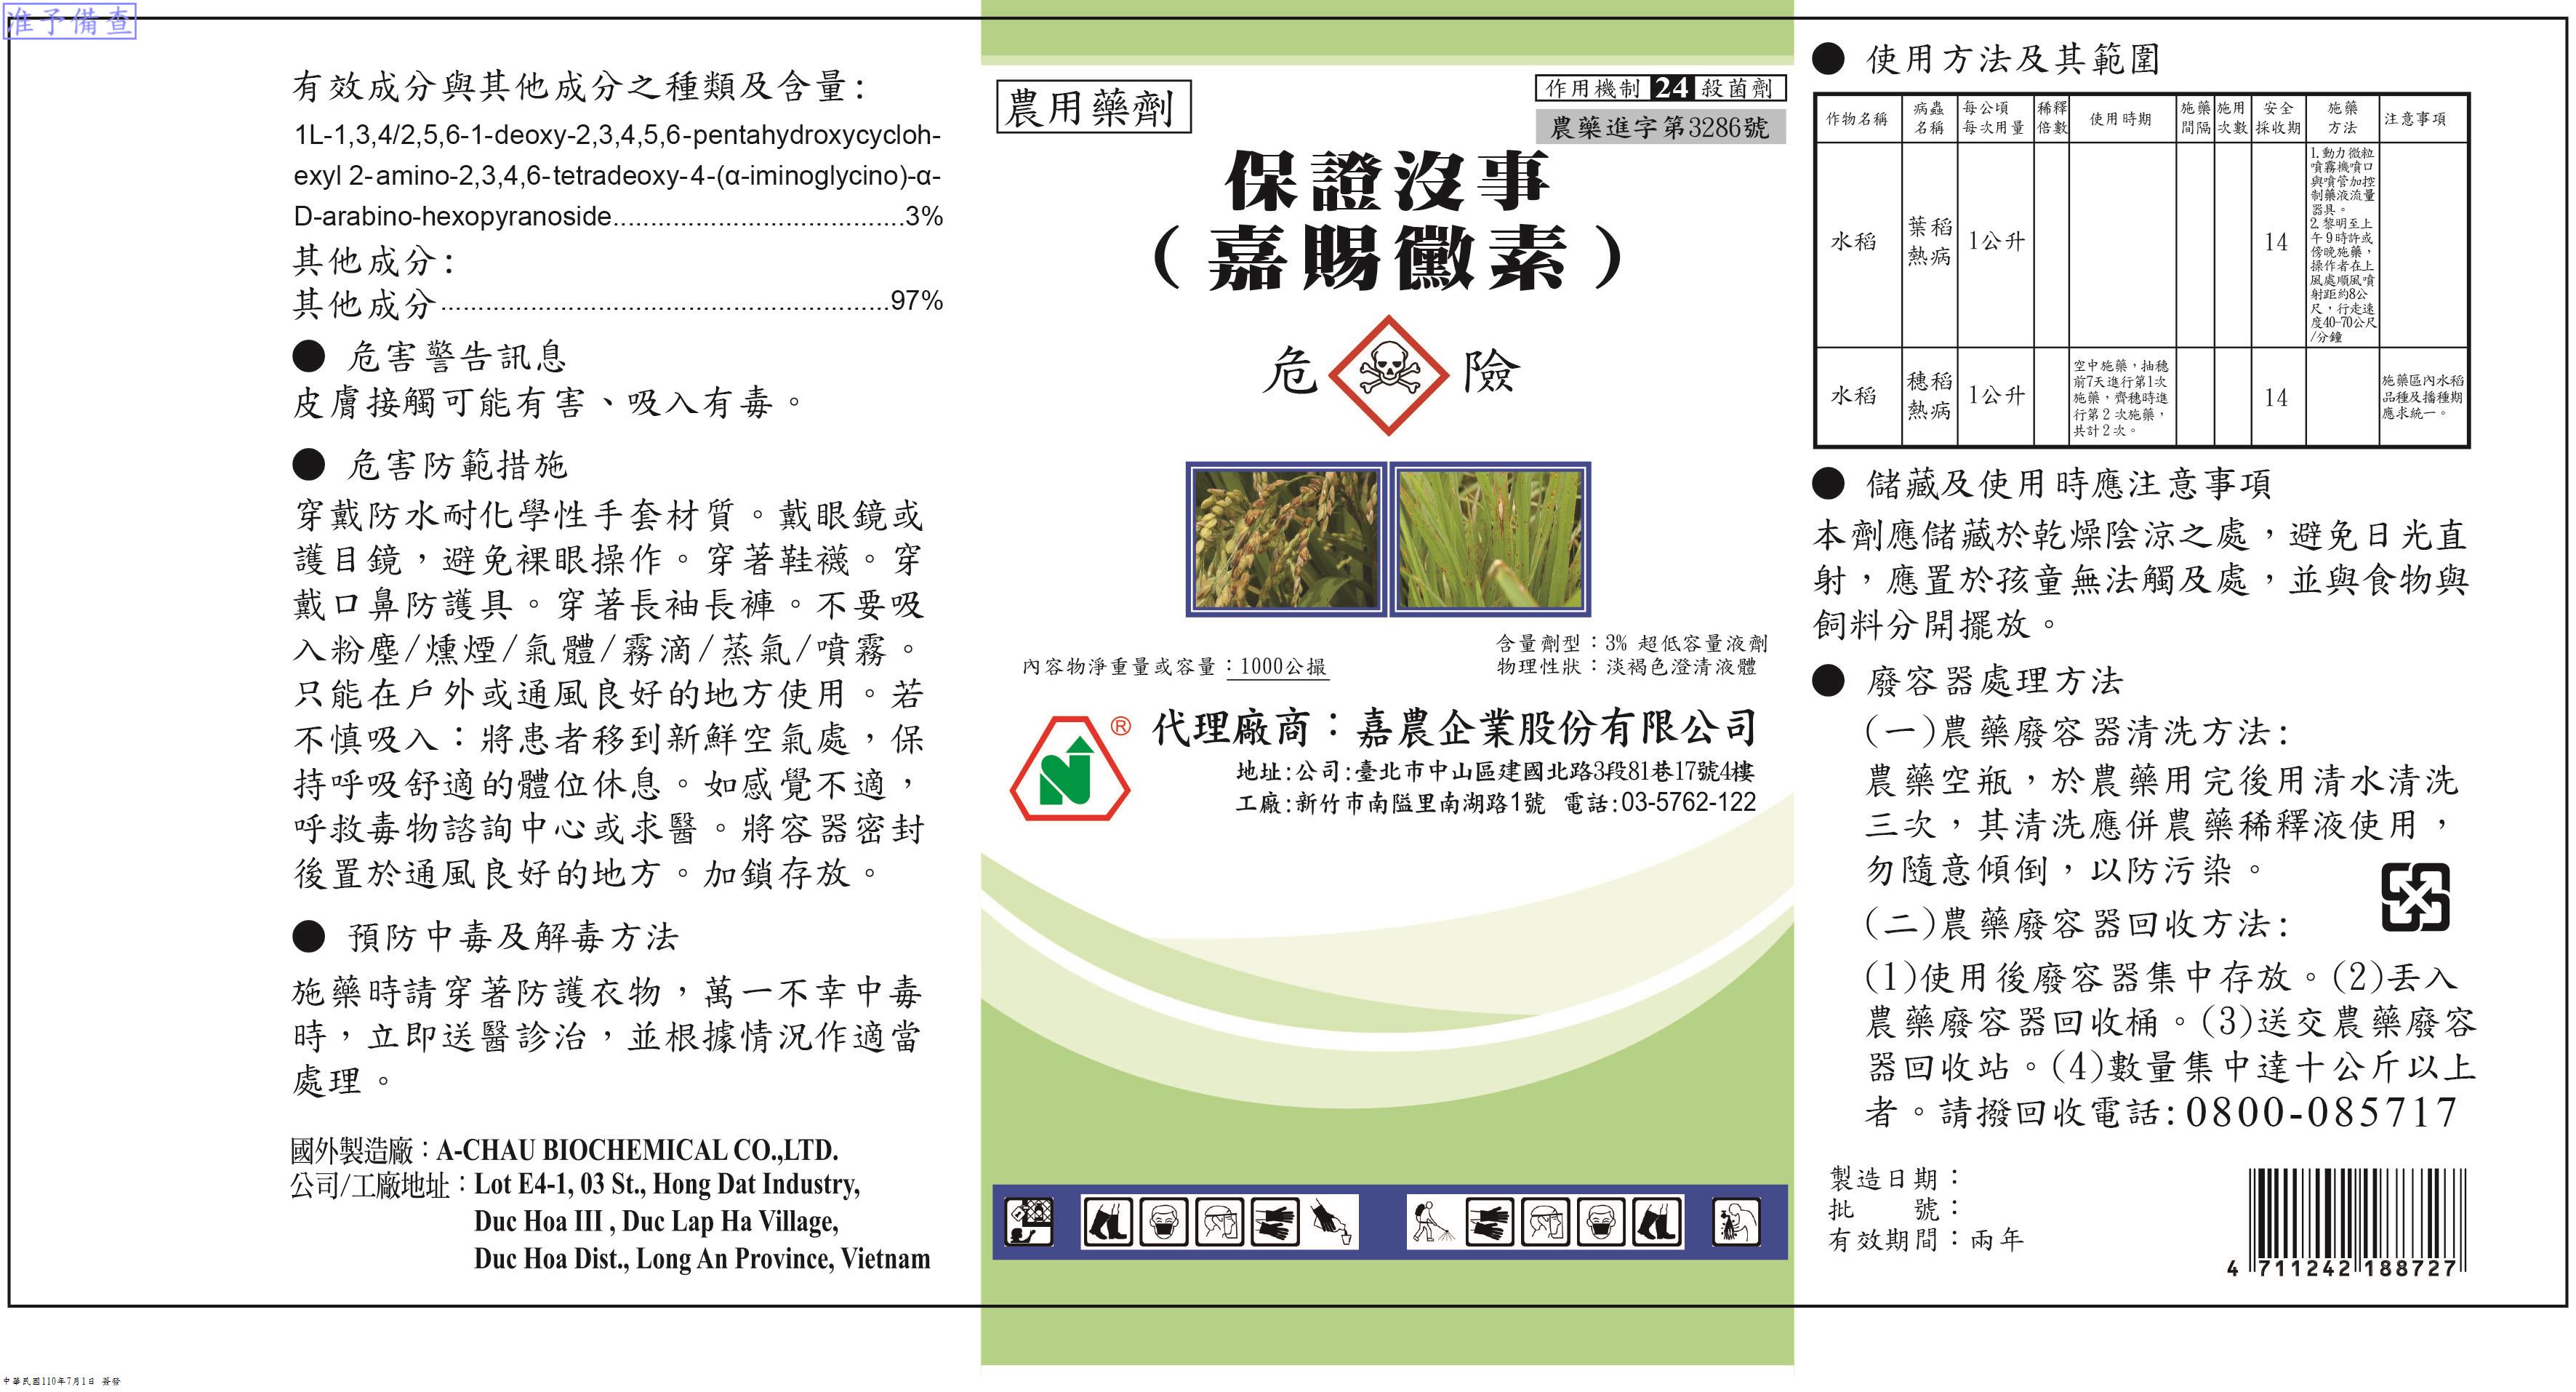 准予備查
有效成分與其他成分之種類及含量:
1L-1,3,4/2,5,6-1-deoxy-2,3,4,5,6-pentahydroxycycloh-
exyl 2-amino-2,3,4,6-tetradeoxy-4-(α-iminoglycino)-α-
D-arabino-hexopyranoside.......................................3%
其他成分:
其他成分............................................................97%
● 危害警告訊息
皮膚接觸可能有害、吸入有毒。
● 危害防範措施
穿戴防水耐化學性手套材質。戴眼鏡或
護目鏡，避免裸眼操作。穿著鞋襪。穿
戴口鼻防護具。穿著長袖長褲。不要吸
入粉塵/燻煙/氣體/霧滴/蒸氣/噴霧。
只能在戶外或通風良好的地方使用。若
不慎吸入：將患者移到新鮮空氣處，保
持呼吸舒適的體位休息。如感覺不適，
呼救毒物諮詢中心或求醫。將容器密封
後置於通風良好的地方。加鎖存放。
● 預防中毒及解毒方法
施藥時請穿著防護衣物，萬一不幸中毒
時，立即送醫診治，並根據情況作適當
處理。
國外製造廠：A-CHAU BIOCHEMICAL CO.,LTD.
公司/工廠地址：Lot E4-1, 03 St., Hong Dat Industry,
Duc Hoa III , Duc Lap Ha Village,
Duc Hoa Dist., Long An Province, Vietnam
農用藥劑
作用機制 24 殺菌劑
農藥進字第3286號
保證沒事
（嘉賜黴素）
危 險
含量劑型：3% 超低容量液劑
內容物淨重量或容量：1000公撮
物理性狀：淡褐色澄清液體
®
代理廠商：嘉農企業股份有限公司
地址:公司:臺北市中山區建國北路3段81巷17號4樓
工廠:新竹市南隘里南湖路1號 電話:03-5762-122
● 使用方法及其範圍
作物名稱 病蟲名稱 每公頃每次用量 稀釋倍數 使用時期 施藥間隔 施用次數 安全採收期 施藥方法 注意事項
水稻 葉稻熱病 1公升 14
1.動力微粒
噴霧機噴口
與噴管加控
制藥液流量
器具。
2.黎明至上
午9時許或
傍晚施藥，
操作者在上
風處順風噴
射距約8公
尺，行走速
度40-70公尺
/分鐘
水稻 穗稻熱病 1公升
空中施藥，抽穗
前7天進行第1次
施藥，齊穗時進
行第2次施藥，
共計2次。
14
施藥區內水稻
品種及播種期
應求統一。
● 儲藏及使用時應注意事項
本劑應儲藏於乾燥陰涼之處，避免日光直
射，應置於孩童無法觸及處，並與食物與
飼料分開擺放。
● 廢容器處理方法
(一)農藥廢容器清洗方法:
農藥空瓶，於農藥用完後用清水清洗
三次，其清洗應併農藥稀釋液使用，
勿隨意傾倒，以防污染。
(二)農藥廢容器回收方法:
(1)使用後廢容器集中存放。(2)丟入
農藥廢容器回收桶。(3)送交農藥廢容
器回收站。(4)數量集中達十公斤以上
者。請撥回收電話:0800-085717
製造日期：
批 號：
有效期間：兩年
4 711242 188727
中華民國110年7月1日 簽發